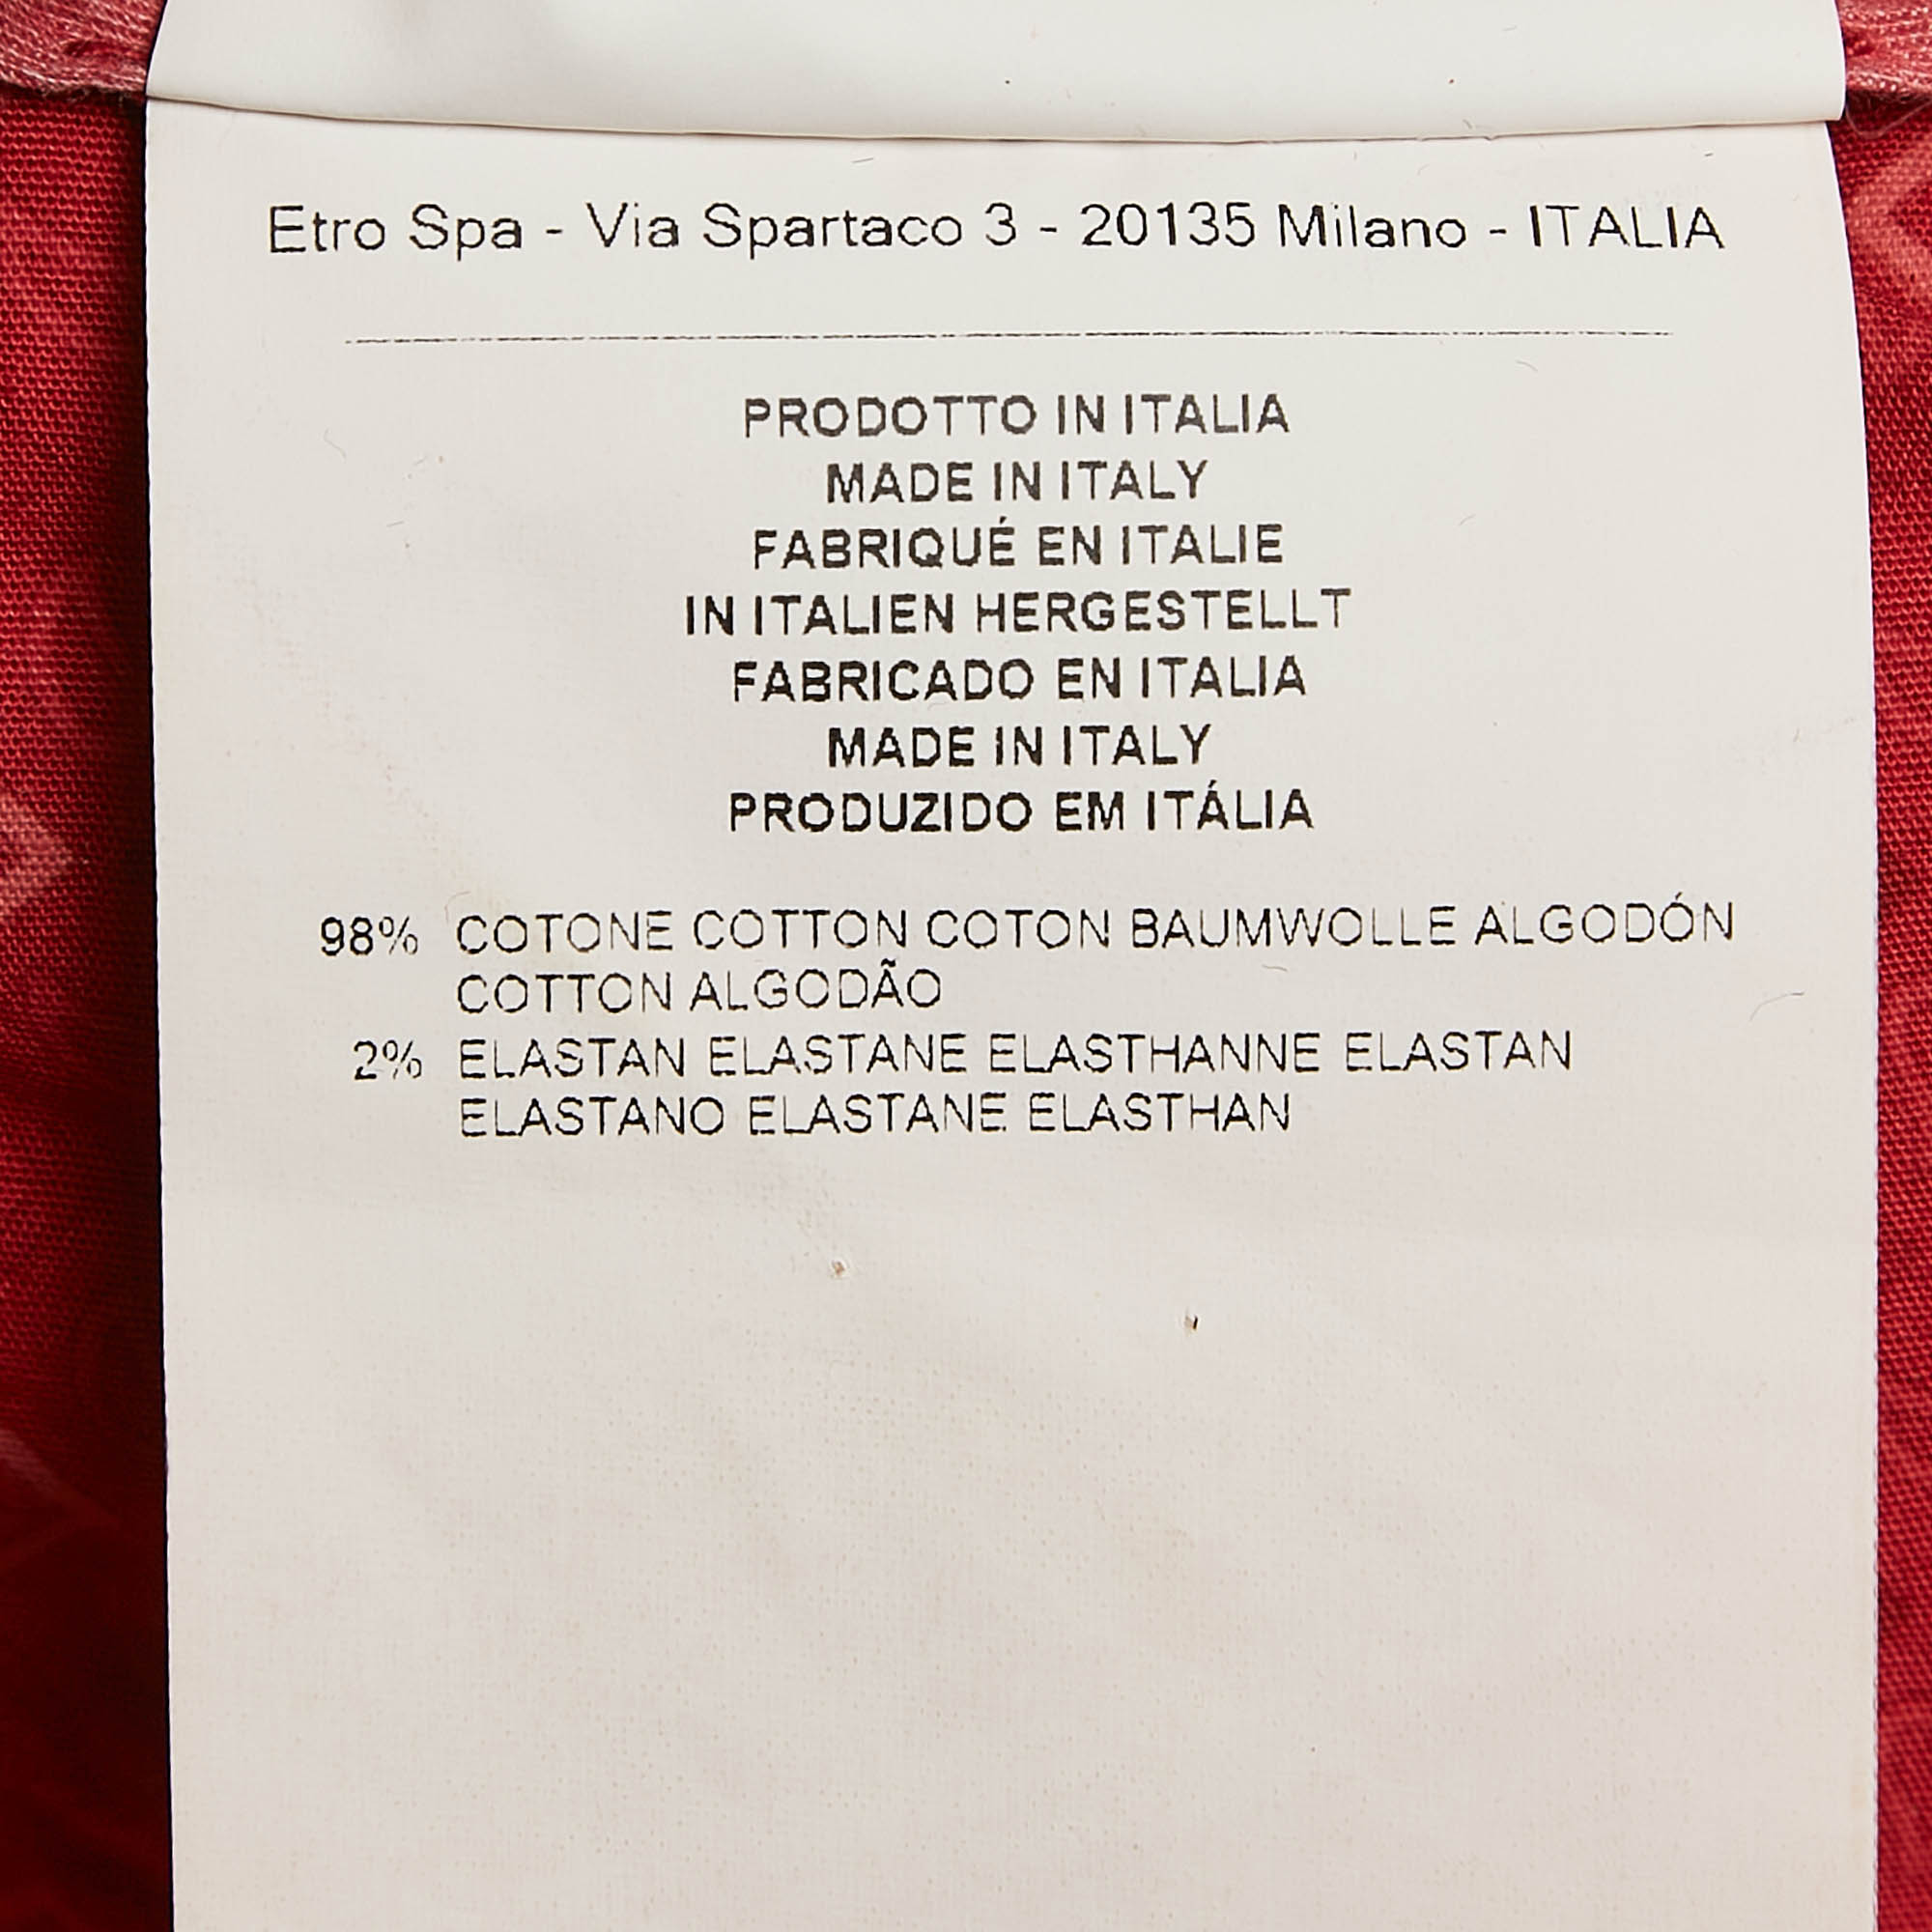 Etro Spa - Via Spartaco 3 - 20135 Milano - ITALIA
PRODOTTO IN ITALIA
MADE IN ITALY
FABRIQUÉ EN ITALIE
IN ITALIEN HERGESTELLT
FABRICADO EN ITALIA
MADE IN ITALY
PRODUZIDO EM ITÁLIA
98% COTONE COTTON COTON BAUMWOLLE ALGODÓN
COTTON ALGODÃO
2% ELASTAN ELASTANE ELASTHANNE ELASTAN
ELASTANO ELASTANE ELASTHAN